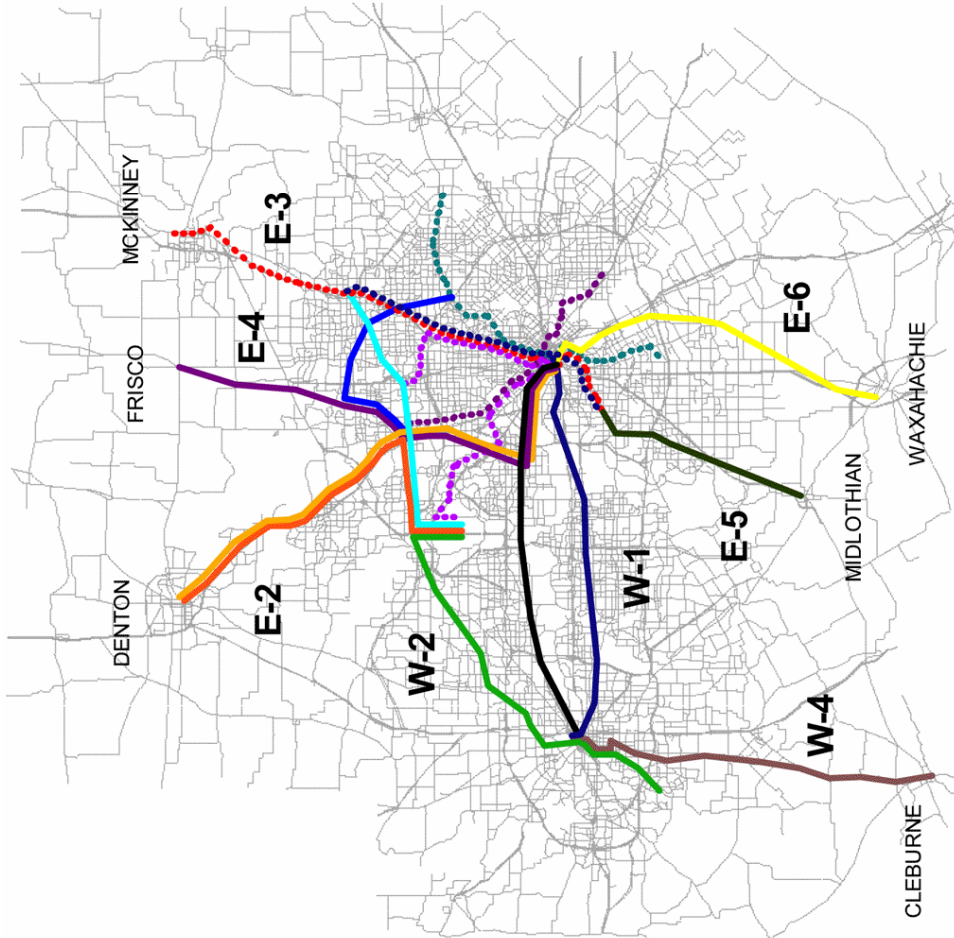 MCKINNEY
E-3
FRISCO
E-4
DENTON
E-2
W-2
W-1
E-5
E-6
MIDLOTHIAN
WAXAHACHIE
W-4
CLEBURNE